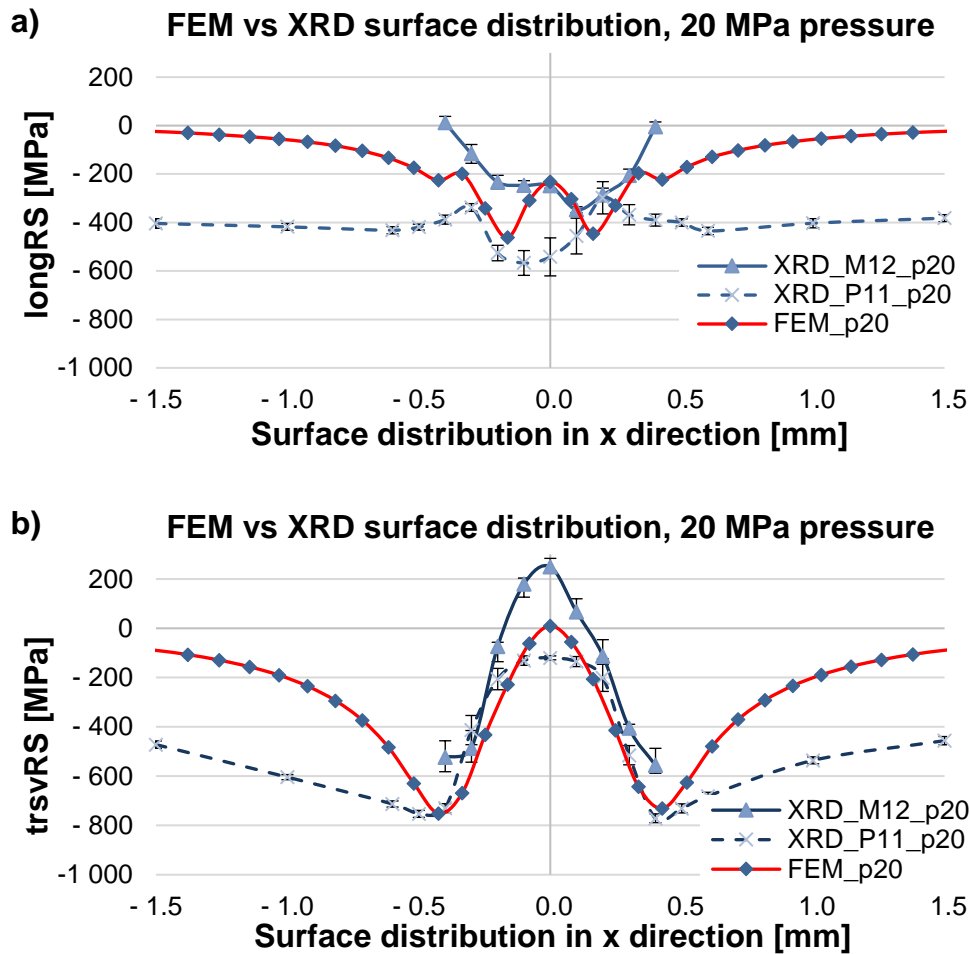 a)
FEM vs XRD surface distribution, 20 MPa pressure
longRS [MPa]
200
0
- 200
- 400
- 600
- 800
-1 000
XRD_M12_p20
XRD_P11_p20
FEM_p20
- 1.5 - 1.0 - 0.5 0.0 0.5 1.0 1.5
Surface distribution in x direction [mm]
b)
FEM vs XRD surface distribution, 20 MPa pressure
trsvRS [MPa]
200
0
- 200
- 400
- 600
- 800
-1 000
XRD_M12_p20
XRD_P11_p20
FEM_p20
- 1.5 - 1.0 - 0.5 0.0 0.5 1.0 1.5
Surface distribution in x direction [mm]